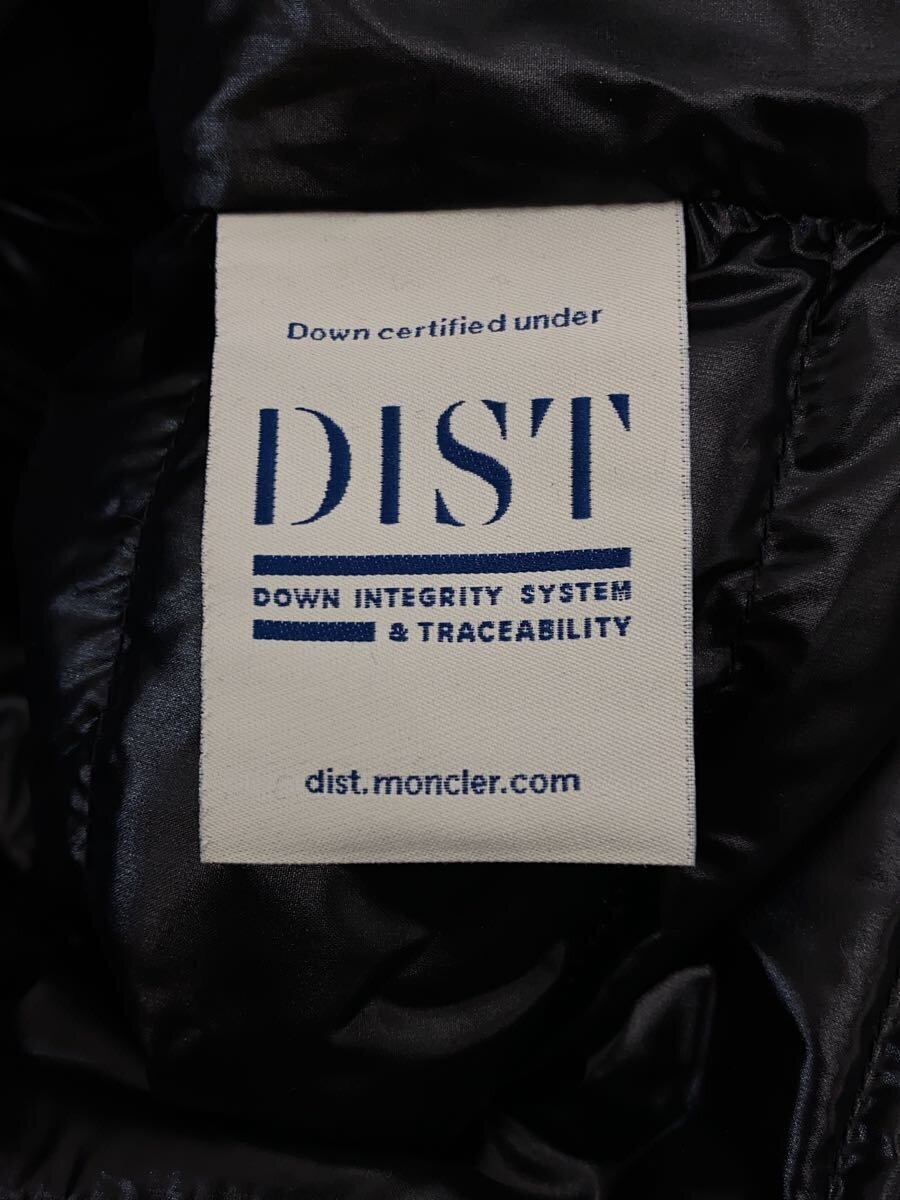 Down certified under
DIST
DOWN INTEGRITY SYSTEM
& TRACEABILITY
dist.moncler.com